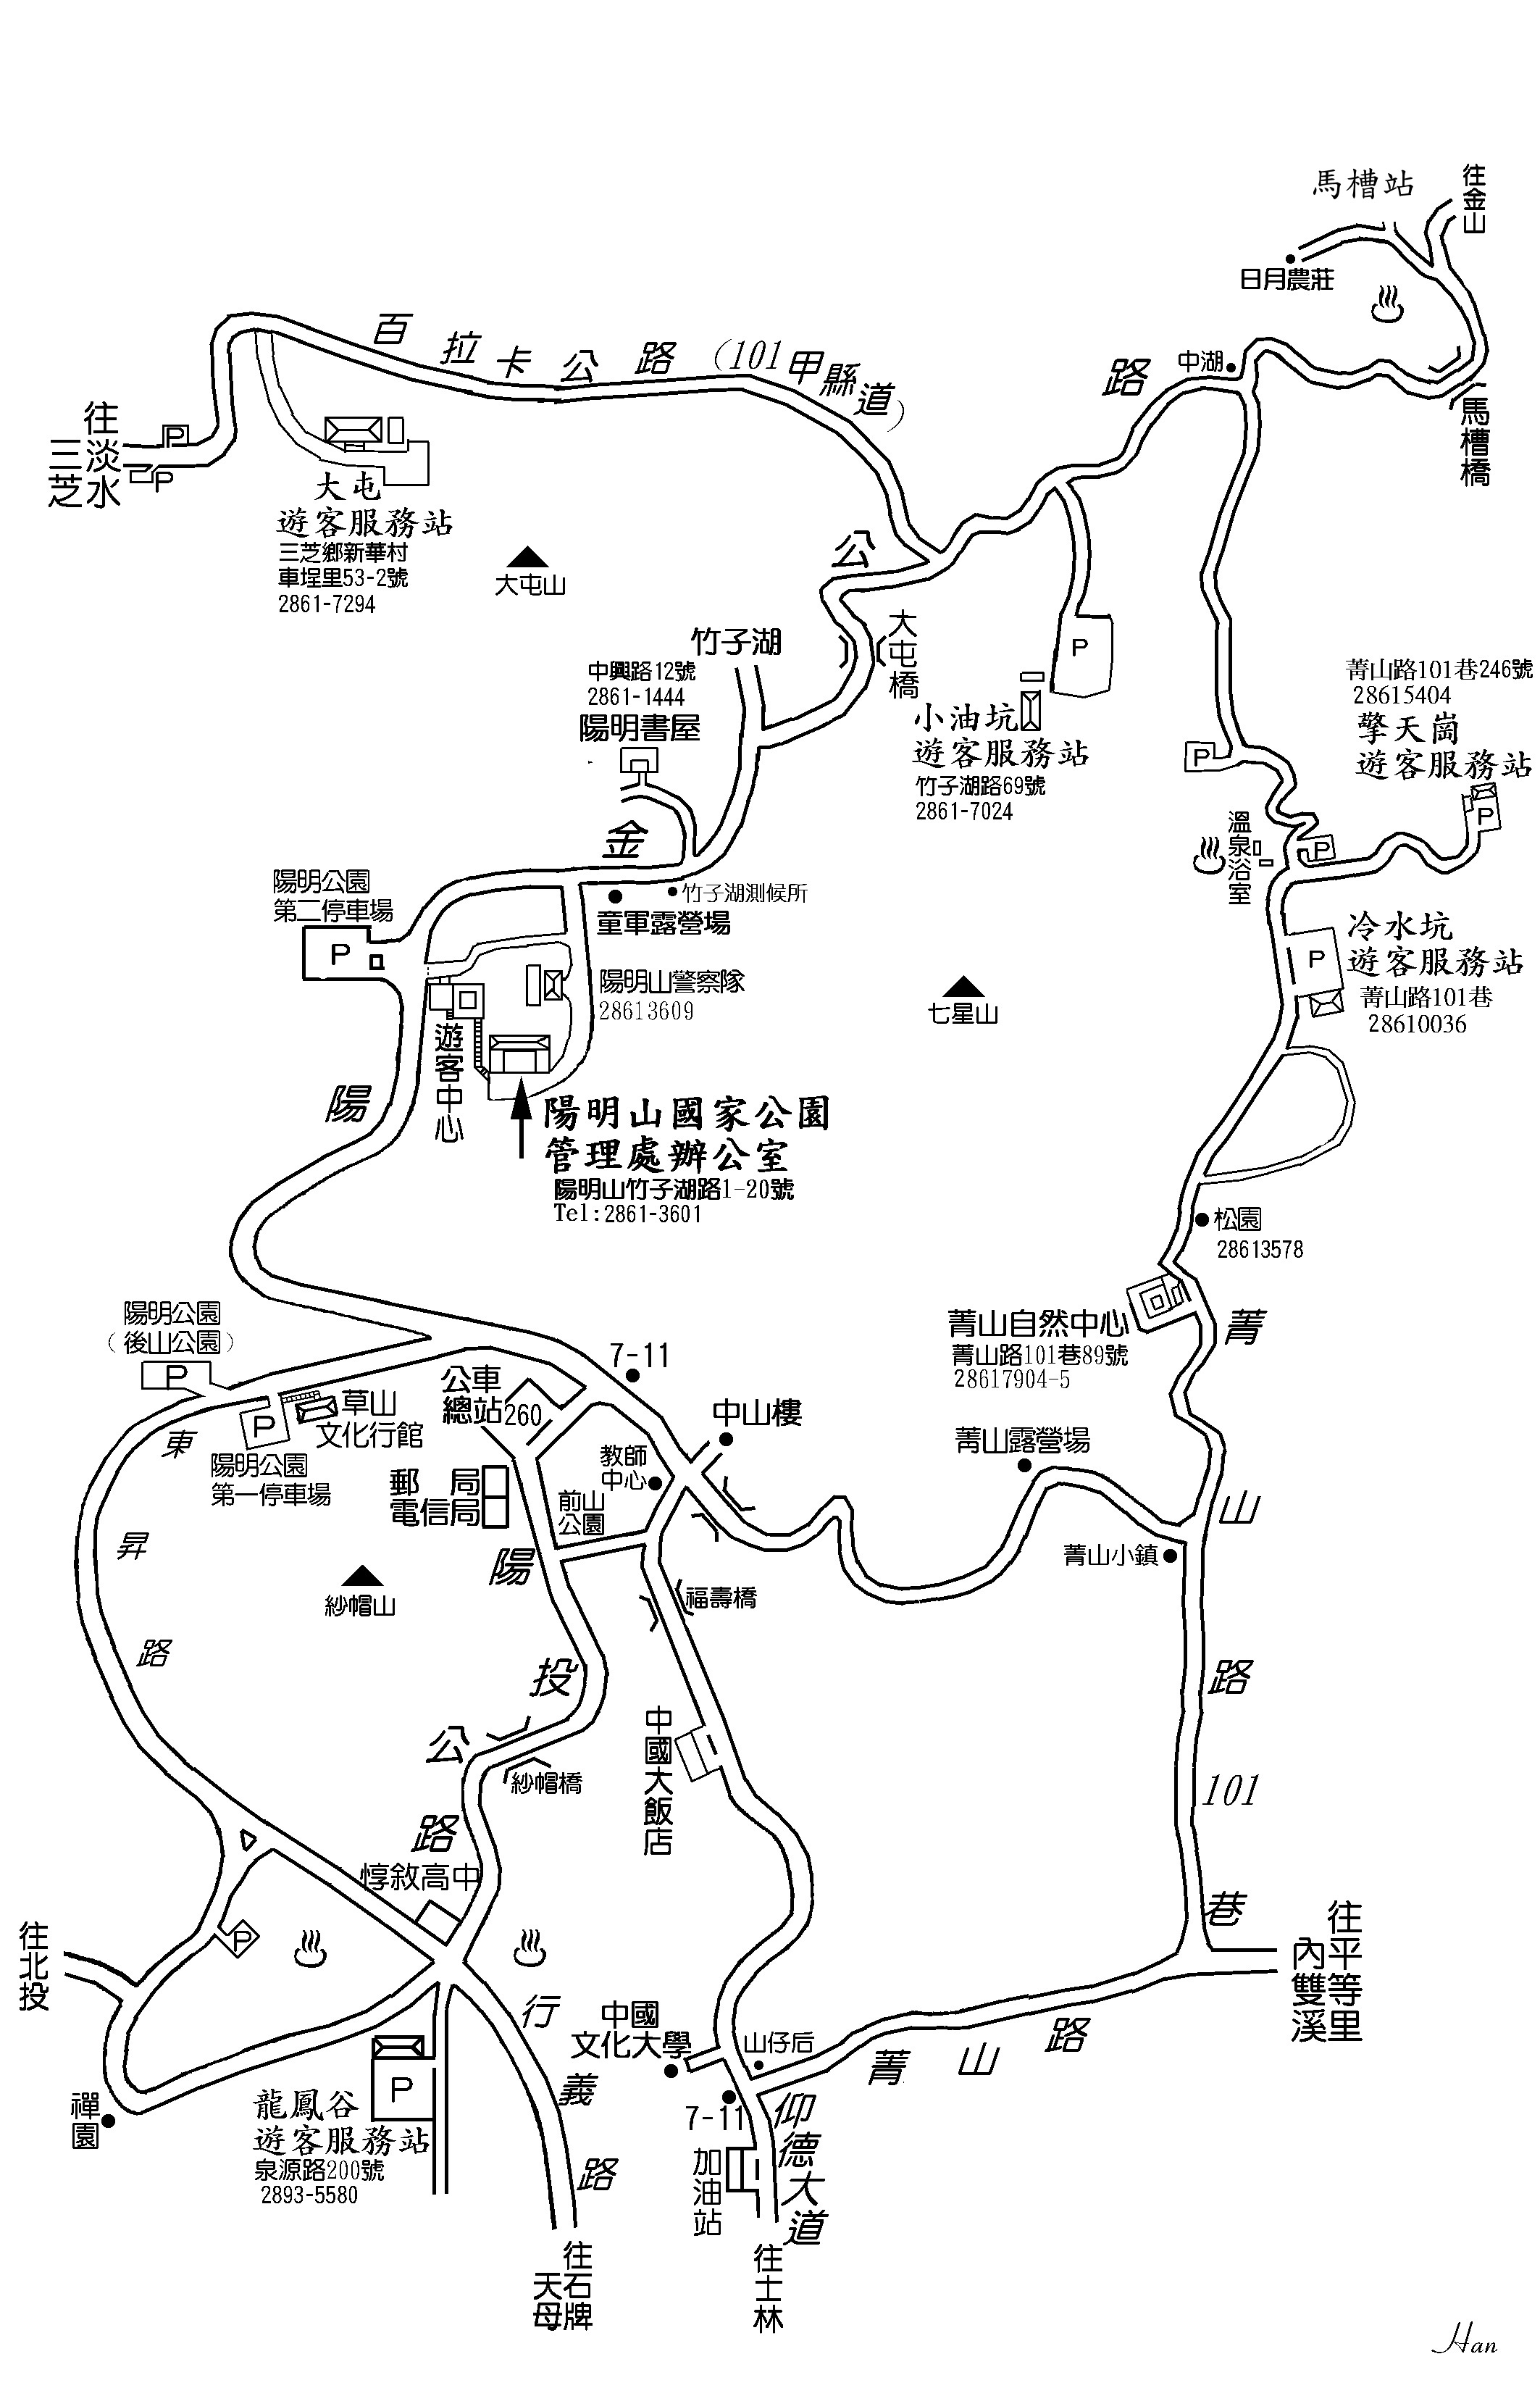 馬槽站
往金山
日月農莊
百拉卡公路(101甲縣道)
路
中湖
馬槽橋
往淡水
三芝
P
P
大屯
遊客服務站
三芝鄉新華村
車埕里53-2號
2861-7294
大屯山
公
大屯橋
竹子湖
中興路12號
2861-1444
陽明書屋
P
小油坑
遊客服務站
竹子湖路69號
2861-7024
菁山路101巷246號
28615404
擎天崗
遊客服務站
P
P
P
溫泉浴室
金
竹子湖測候所
童軍露營場
陽明公園
第二停車場
P
陽明山警察隊
28613609
遊客中心
七星山
冷水坑
遊客服務站
菁山路101巷
28610036
P
陽
陽明山國家公園
管理處辦公室
陽明山竹子湖路1-20號
Tel:2861-3601
松園
28613578
陽明公園
(後山公園)
P
菁山自然中心
菁山路101巷89號
28617904-5
菁
7-11
公車
總站260
草山
文化行館
P
陽明公園
第一停車場
東
昇
路
中山樓
教師
中心
菁山露營場
郵 局
電信局
前山
公園
山
菁山小鎮
陽
紗帽山
福壽橋
投
路
公
中國大飯店
紗帽橋
101
路
惇敘高中
巷
往平等里
內雙溪
P
往北投
行
義
路
中國
文化大學
山仔后
菁山路
P
禪園
龍鳳谷
遊客服務站
泉源路200號
2893-5580
7-11
仰德大道
加油站
往石牌
天母
往士林
Han